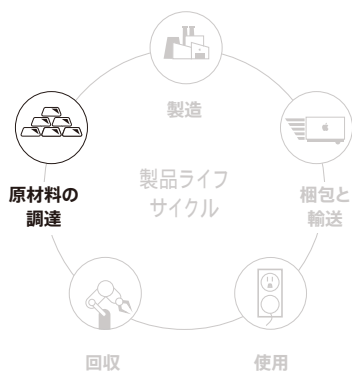 製造
原材料の
調達
製品ライフ
サイクル
梱包と
輸送
回収
使用